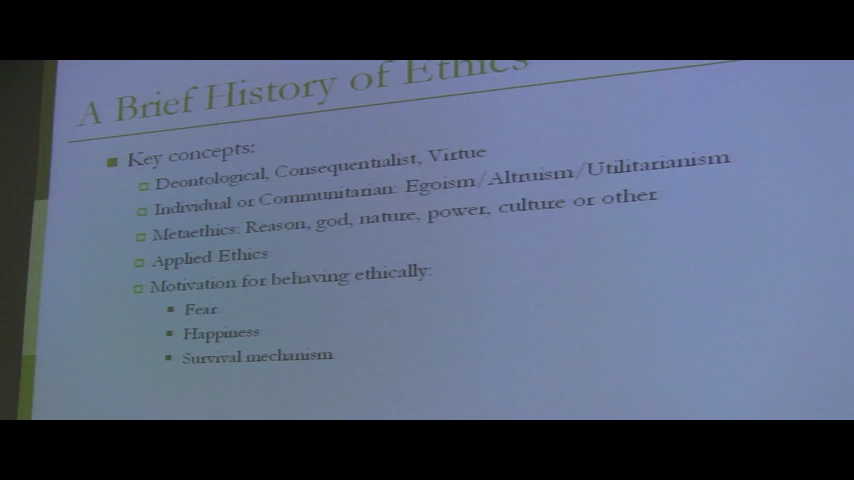 A Brief History of Ethics
Key concepts:
Deontological, Consequentialist, Virtue
Individual or Communitarian: Egoism/Altruism/Utilitarianism
Metaethics: Reason, god, nature, power, culture or other
Applied Ethics
Motivation for behaving ethically:
Fear
Happiness
Survival mechanism